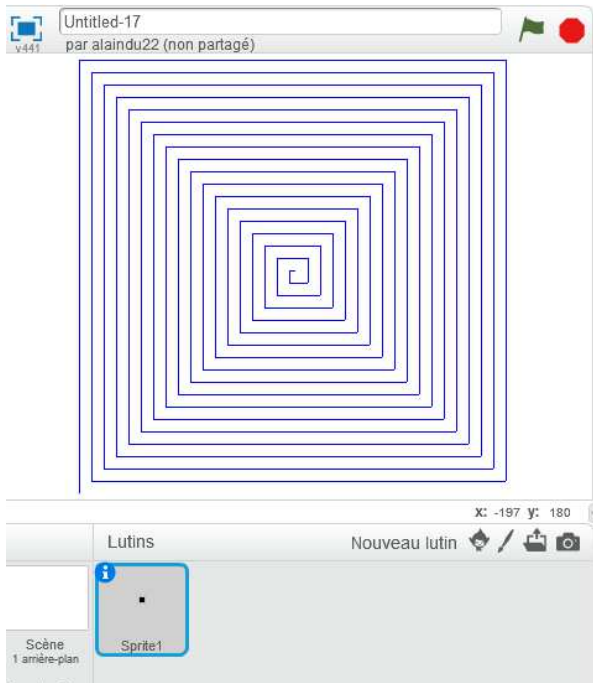 Untitled-17
v441
par alaindu22 (non partagé)
x: -197 y: 180
Lutins
Nouveau lutin
Scène
1 arrière-plan
Sprite1